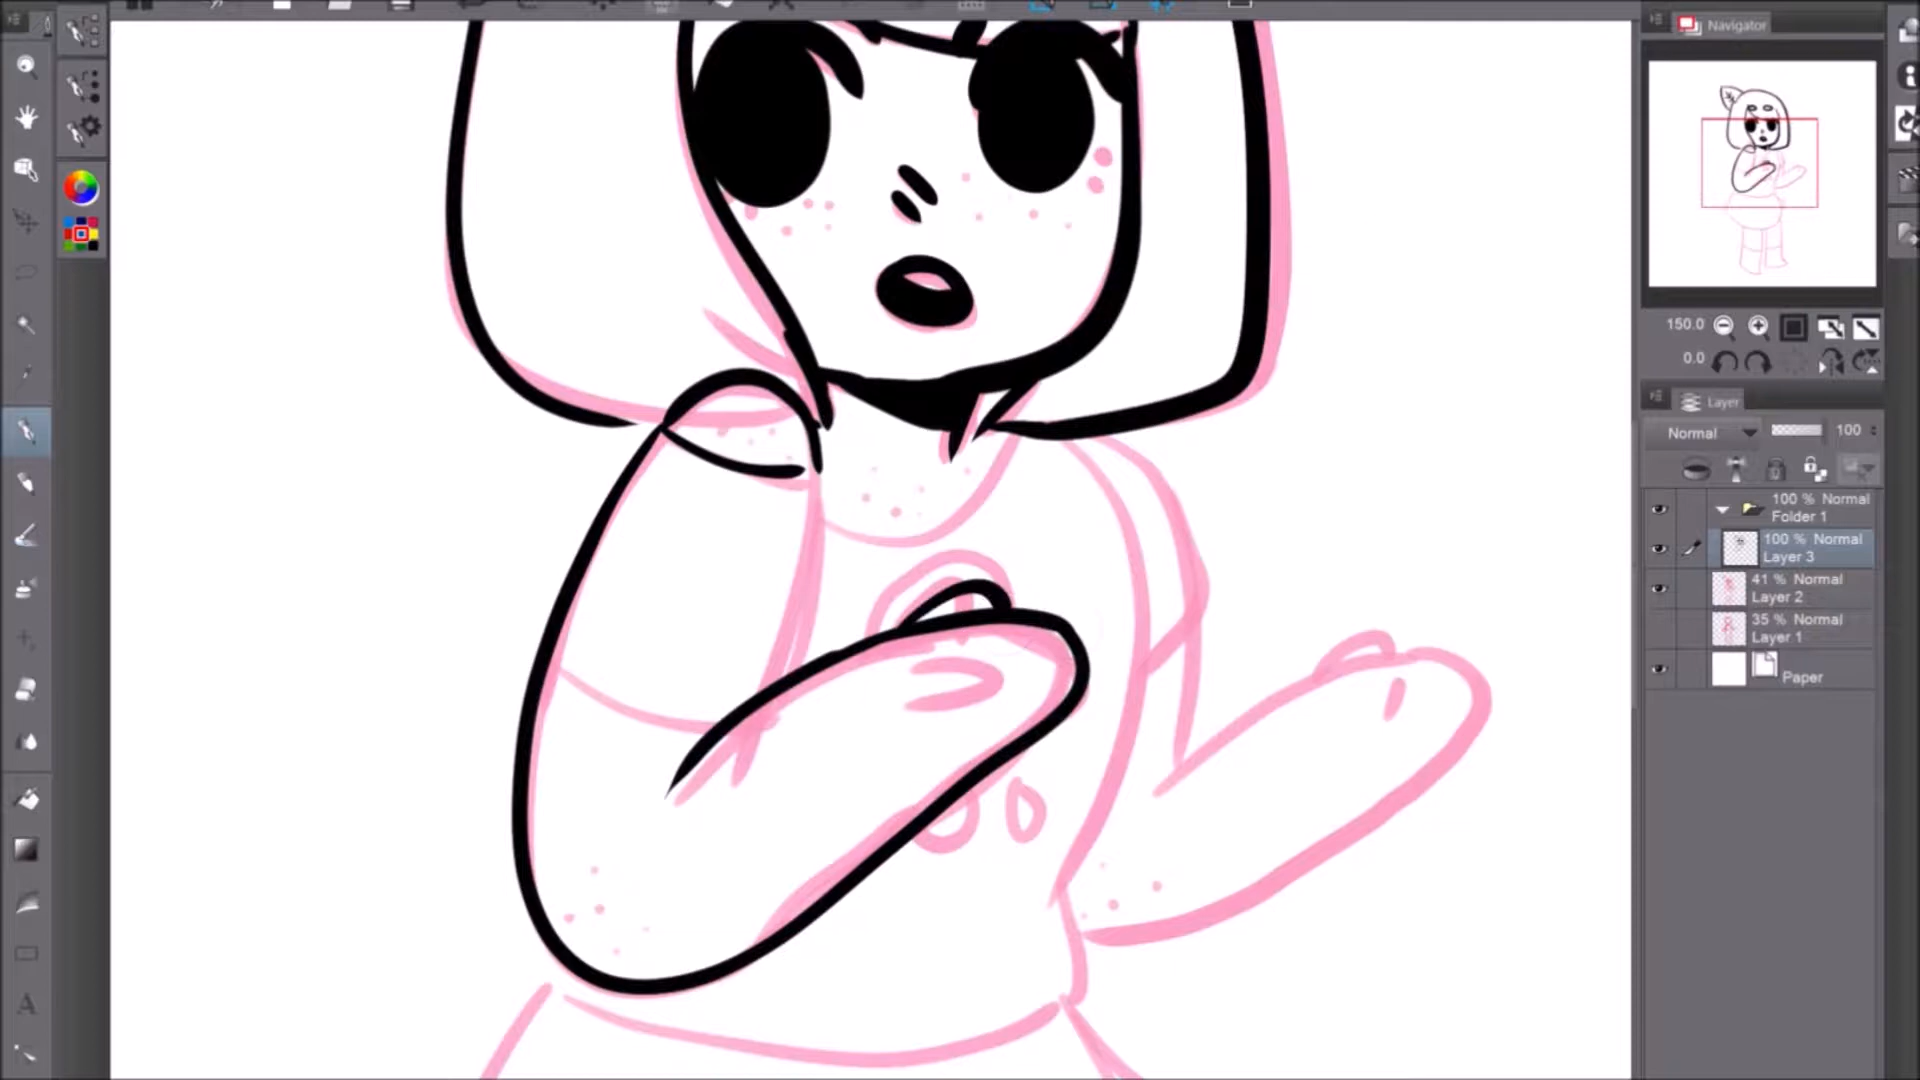 Navigator
150.0
0.0
Layer
Normal 100
100 % Normal
Folder 1
100 % Normal
Layer 3
41 % Normal
Layer 2
35 % Normal
Layer 1
Paper
A